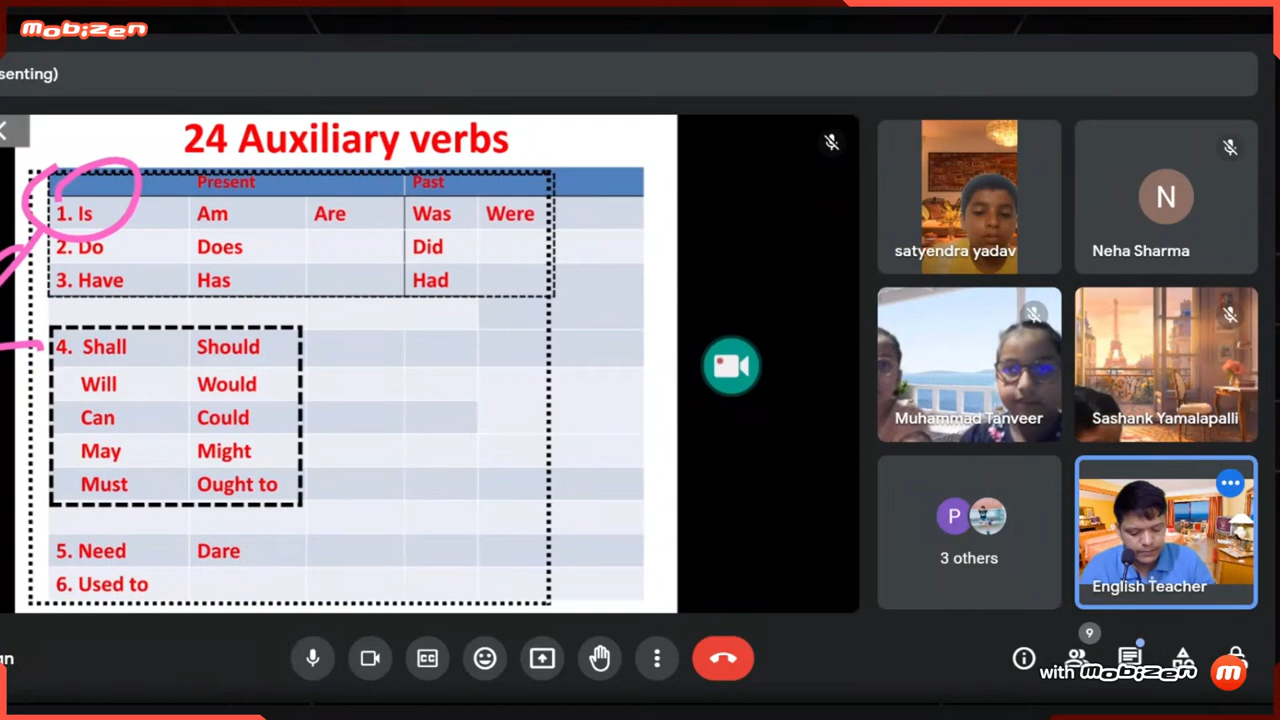 mobizen
senting)
24 Auxiliary verbs
Present Past
1. Is Am Are Was Were
2. Do Does Did
3. Have Has Had
4. Shall Should
Will Would
Can Could
May Might
Must Ought to
5. Need Dare
6. Used to
satyendra yadav
N
Neha Sharma
Muhammad Tanveer
Sashank Yamalapalli
P
3 others
English Teacher
an
CC
9
with mobizen m